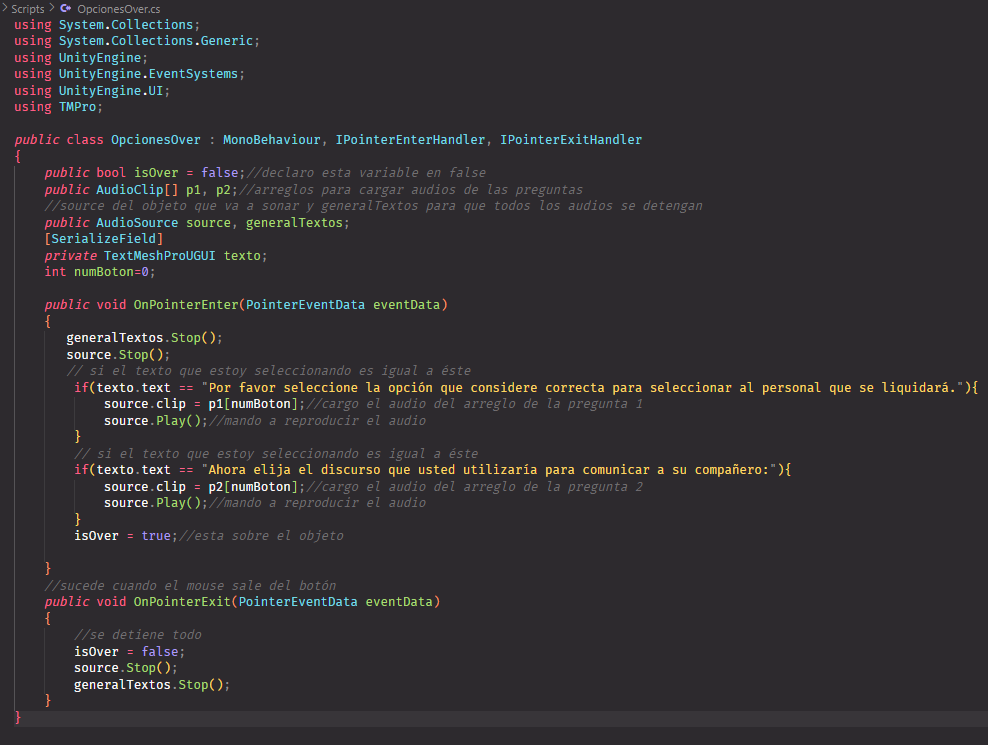 Scripts > OpcionesOver.cs
using System.Collections;
using System.Collections.Generic;
using UnityEngine;
using UnityEngine.EventSystems;
using UnityEngine.UI;
using TMPro;
public class OpcionesOver : MonoBehaviour, IPointerEnterHandler, IPointerExitHandler
{
public bool isOver = false;//declaro esta variable en false
public AudioClip[] p1, p2;//arreglos para cargar audios de las preguntas
//source del objeto que va a sonar y generalTextos para que todos los audios se detengan
public AudioSource source, generalTextos;
[SerializeField]
private TextMeshProUGUI texto;
int numBoton=0;
public void OnPointerEnter(PointerEventData eventData)
{
generalTextos.Stop();
source.Stop();
// si el texto que estoy seleccionando es igual a éste
if(texto.text == "Por favor seleccione la opción que considere correcta para seleccionar al personal que se liquidará."){
source.clip = p1[numBoton];//cargo el audio del arreglo de la pregunta 1
source.Play();//mando a reproducir el audio
}
// si el texto que estoy seleccionando es igual a éste
if(texto.text == "Ahora elija el discurso que usted utilizaría para comunicar a su compañero:"){
source.clip = p2[numBoton];//cargo el audio del arreglo de la pregunta 2
source.Play();//mando a reproducir el audio
}
isOver = true;//esta sobre el objeto
}
//sucede cuando el mouse sale del botón
public void OnPointerExit(PointerEventData eventData)
{
//se detiene todo
isOver = false;
source.Stop();
generalTextos.Stop();
}
}